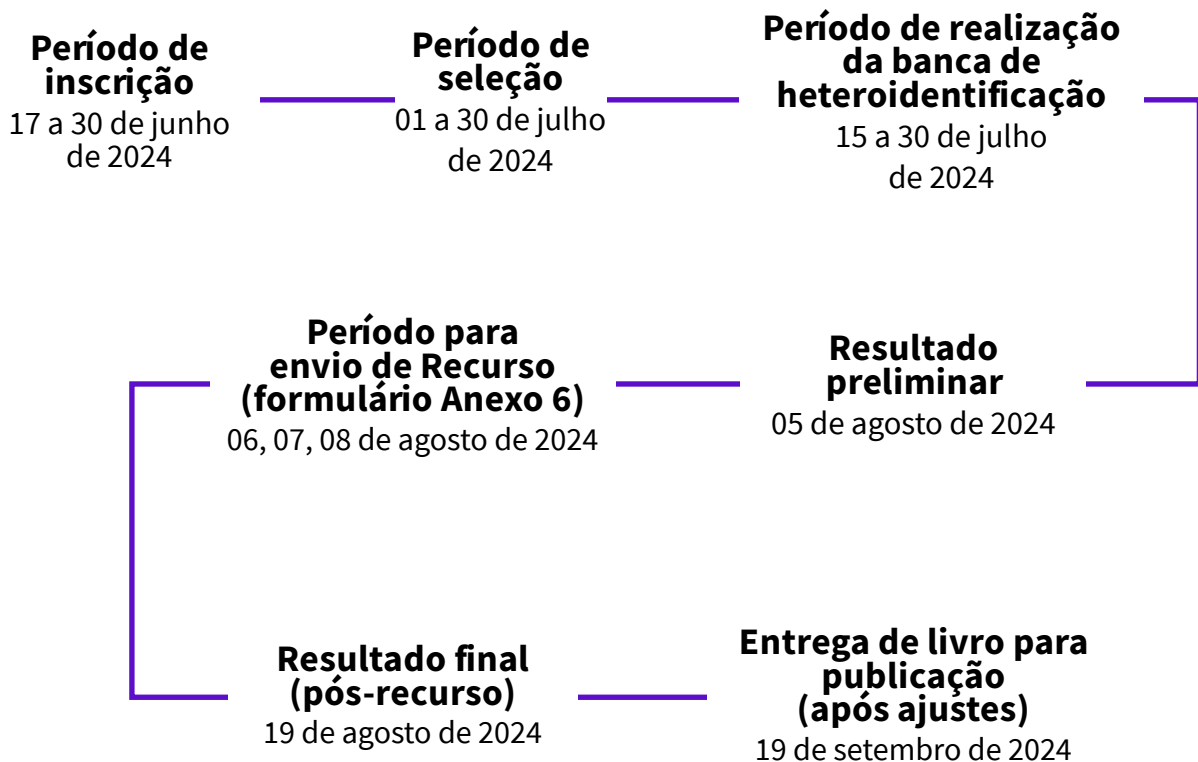 Período de
inscrição
17 a 30 de junho
de 2024
Período de
seleção
01 a 30 de julho
de 2024
Período de realização
da banca de
heteroidentificação
15 a 30 de julho
de 2024
Resultado
preliminar
05 de agosto de 2024
Período para
envio de Recurso
(formulário Anexo 6)
06, 07, 08 de agosto de 2024
Resultado final
(pós-recurso)
19 de agosto de 2024
Entrega de livro para
publicação
(após ajustes)
19 de setembro de 2024